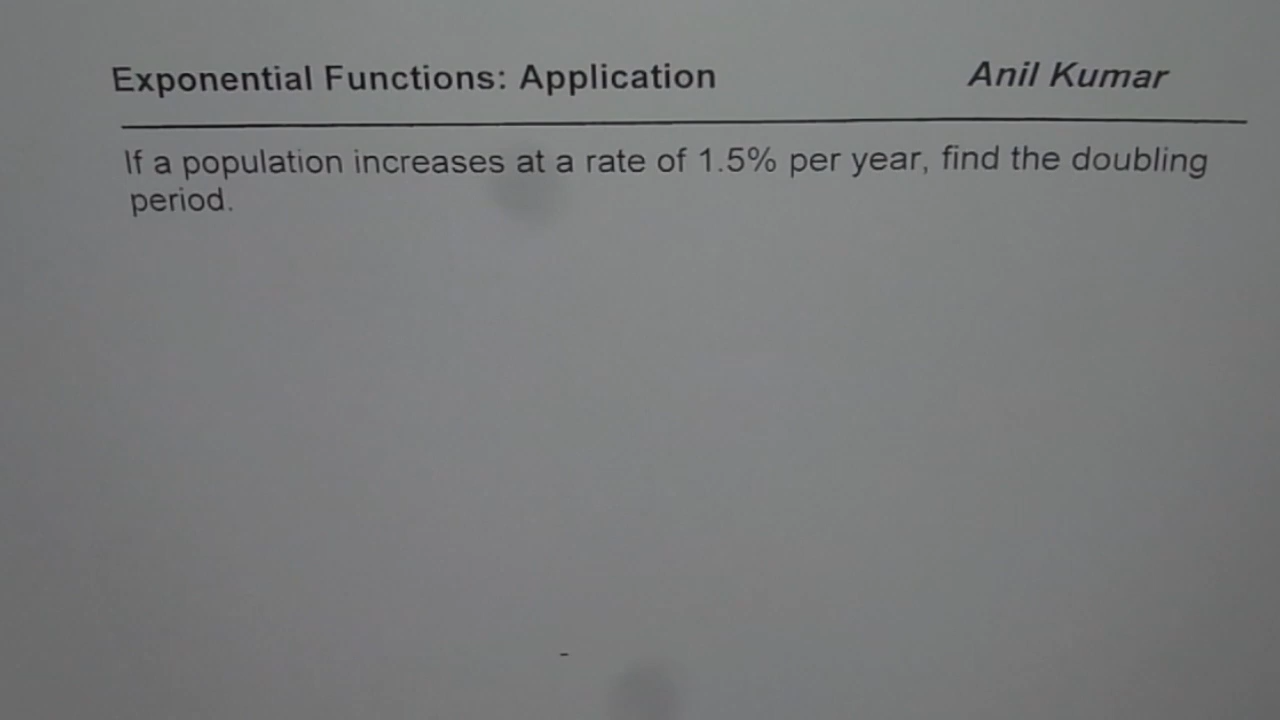 Exponential Functions: Application Anil Kumar
If a population increases at a rate of 1.5% per year, find the doubling
period.